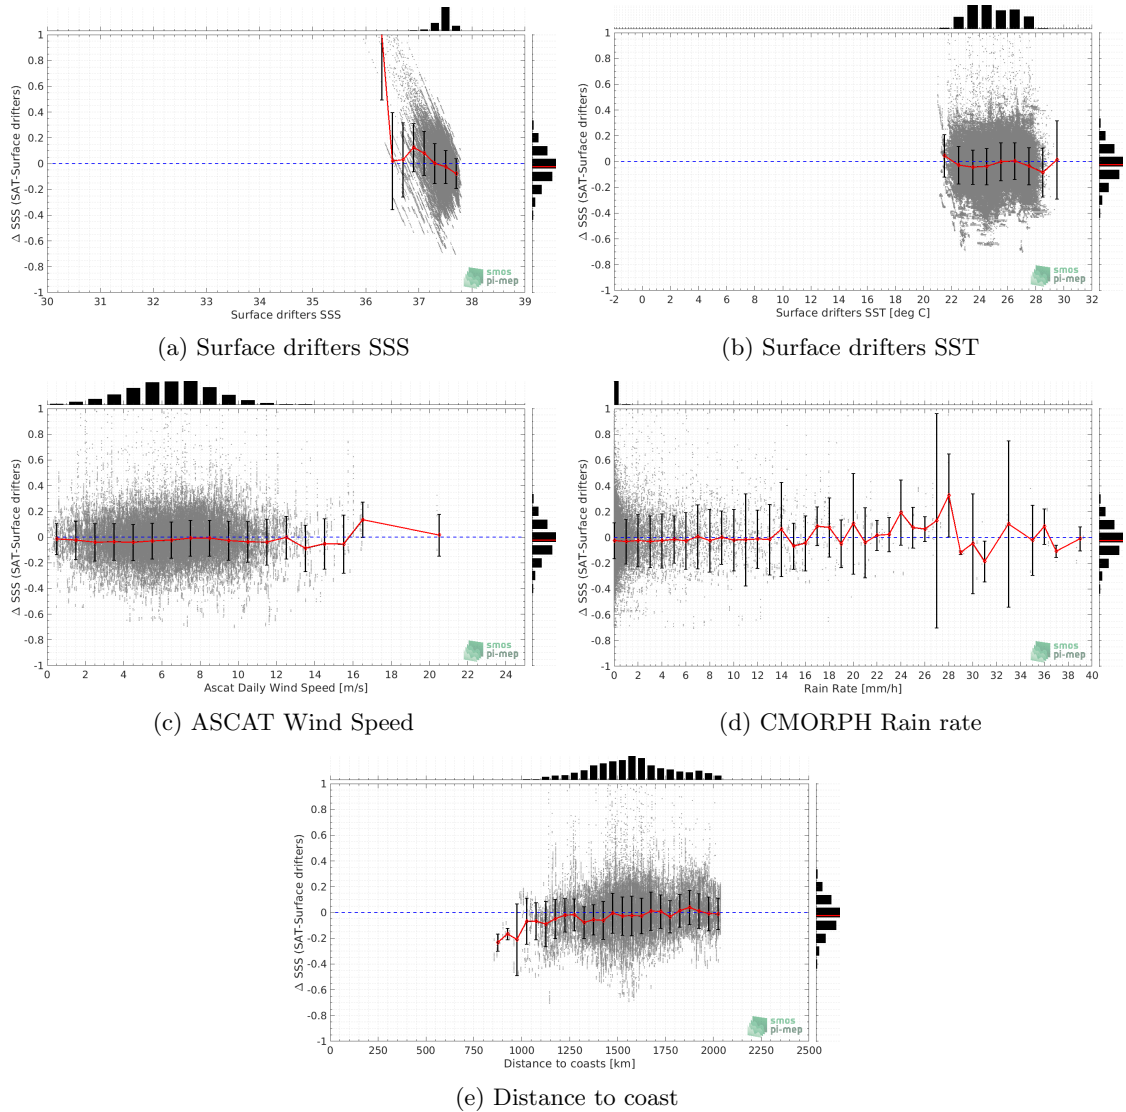 1
0.8
0.6
0.4
0.2
0
-0.2
-0.4
-0.6
-0.8
-1
Δ SSS (SAT-Surface drifters)
smos
pi-mep
30 31 32 33 34 35 36 37 38 39
Surface drifters SSS
(a) Surface drifters SSS
1
0.8
0.6
0.4
0.2
0
-0.2
-0.4
-0.6
-0.8
-1
Δ SSS (SAT-Surface drifters)
smos
pi-mep
-2 0 2 4 6 8 10 12 14 16 18 20 22 24 26 28 30 32
Surface drifters SST [deg C]
(b) Surface drifters SST
1
0.8
0.6
0.4
0.2
0
-0.2
-0.4
-0.6
-0.8
-1
Δ SSS (SAT-Surface drifters)
smos
pi-mep
0 2 4 6 8 10 12 14 16 18 20 22 24
Ascat Daily Wind Speed [m/s]
(c) ASCAT Wind Speed
1
0.8
0.6
0.4
0.2
0
-0.2
-0.4
-0.6
-0.8
-1
Δ SSS (SAT-Surface drifters)
smos
pi-mep
0 2 4 6 8 10 12 14 16 18 20 22 24 26 28 30 32 34 36 38 40
Rain Rate [mm/h]
(d) CMORPH Rain rate
1
0.8
0.6
0.4
0.2
0
-0.2
-0.4
-0.6
-0.8
-1
Δ SSS (SAT-Surface drifters)
smos
pi-mep
0 250 500 750 1000 1250 1500 1750 2000 2250 2500
Distance to coasts [km]
(e) Distance to coast